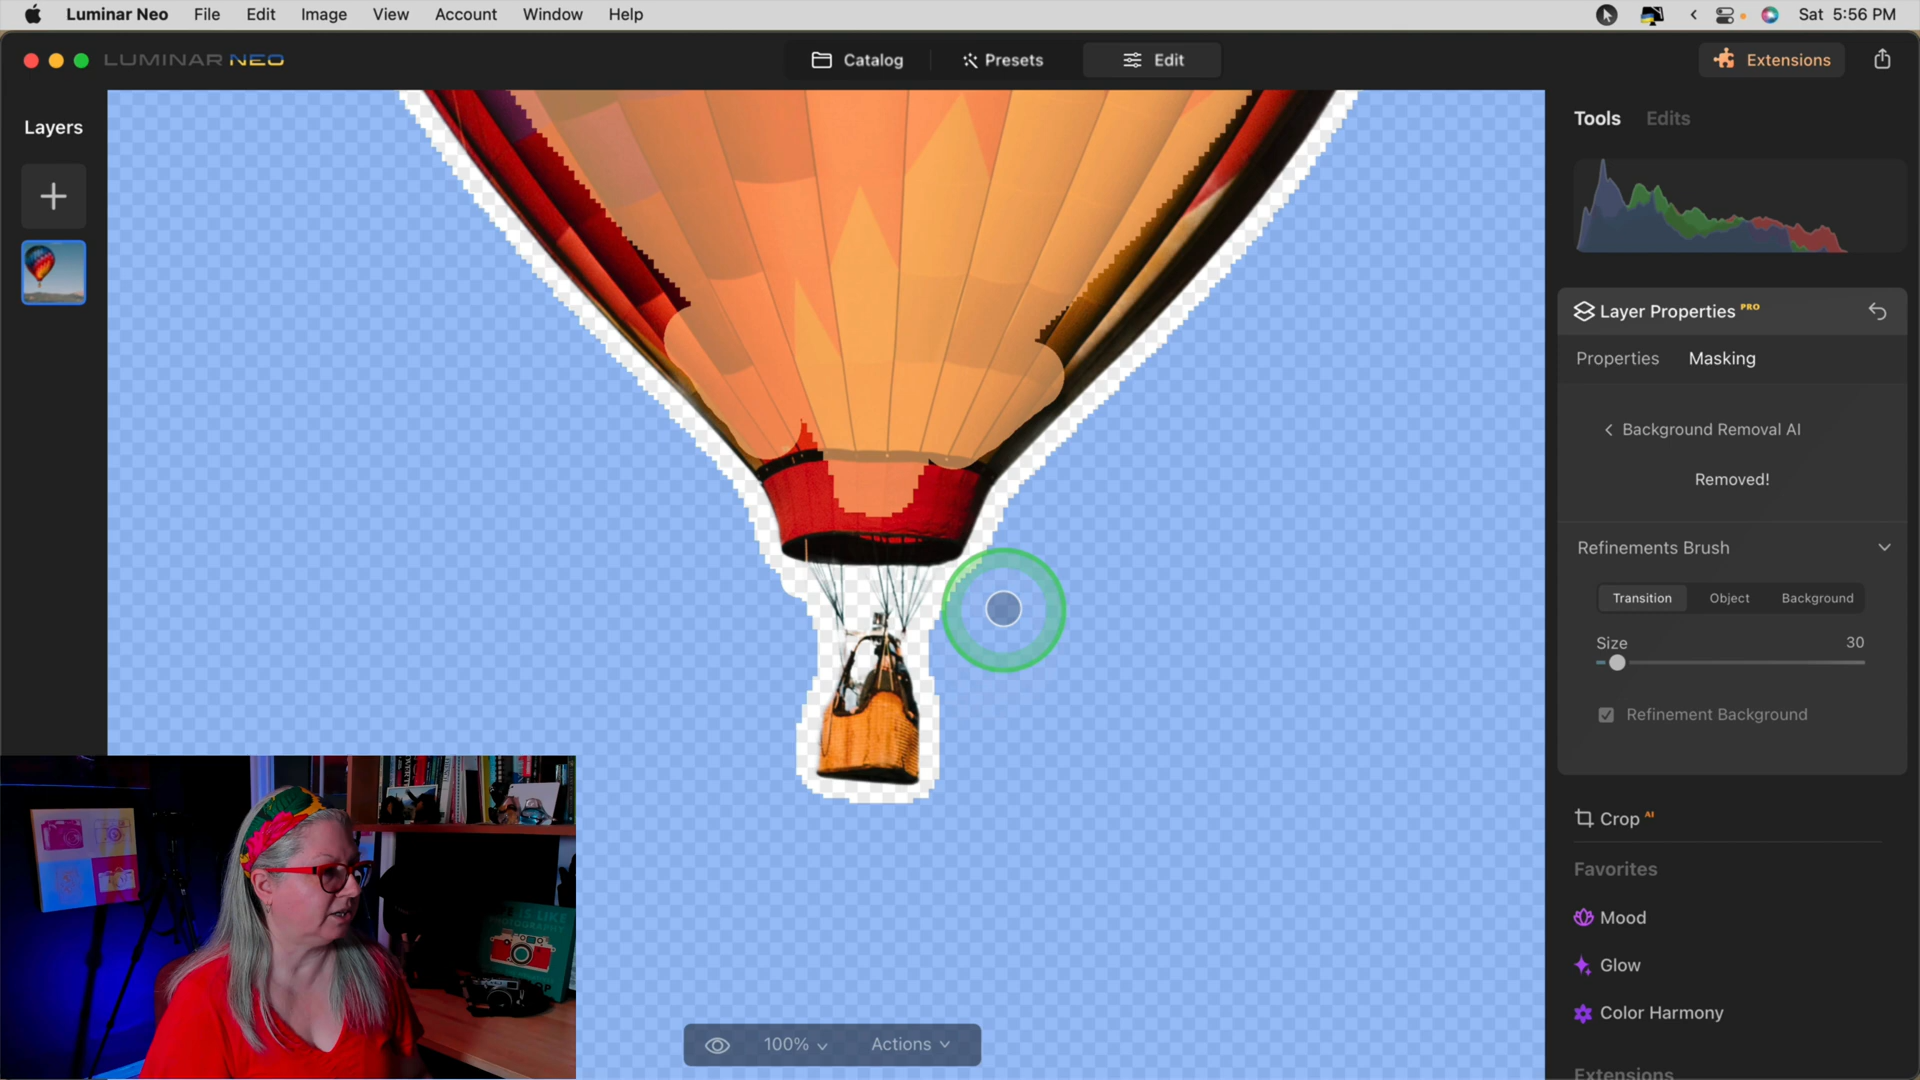 Luminar Neo File Edit Image View Account Window Help Sat 5:56 PM
LUMINAR NEO Catalog Presets Edit Extensions
Layers
Tools Edits
Layer Properties PRO
Properties Masking
Background Removal AI
Removed!
Refinements Brush
Transition Object Background
Size 30
Refinement Background
Crop AI
Favorites
Mood
Glow
Color Harmony
Extensions
100% Actions
LIKE
PHOTOGRAPHY